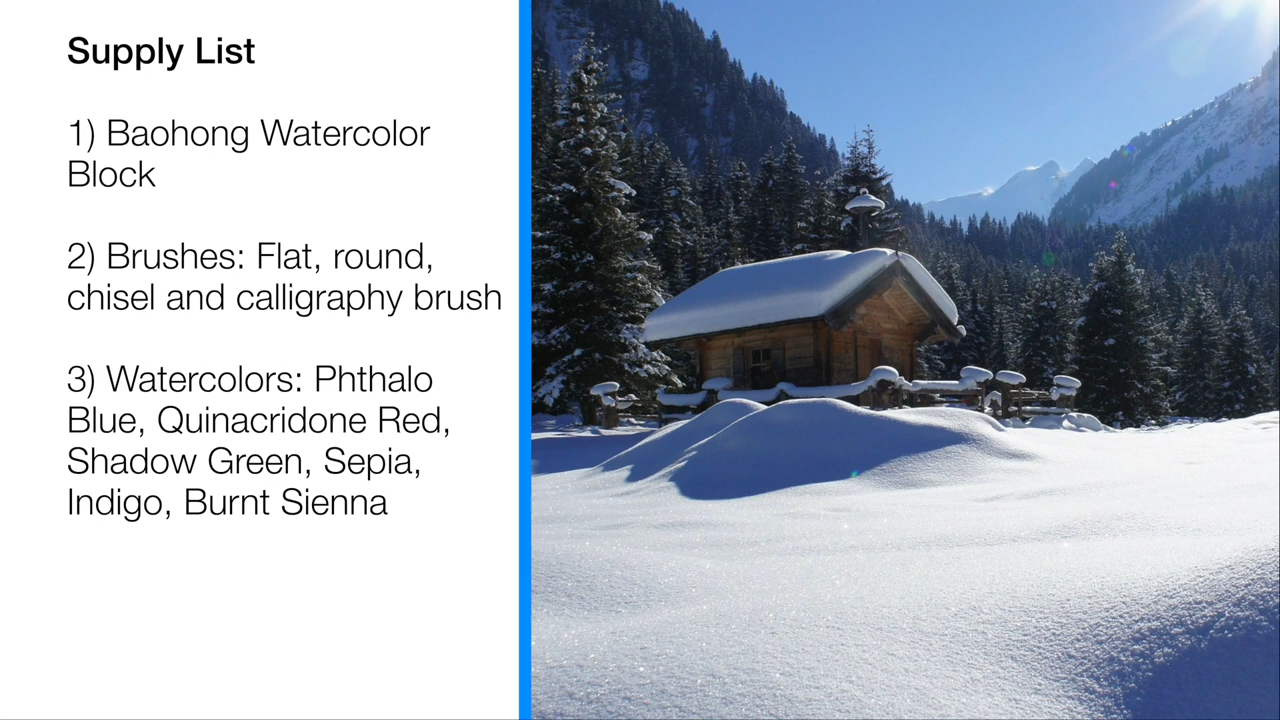 Supply List
1) Baohong Watercolor
Block
2) Brushes: Flat, round,
chisel and calligraphy brush
3) Watercolors: Phthalo
Blue, Quinacridone Red,
Shadow Green, Sepia,
Indigo, Burnt Sienna